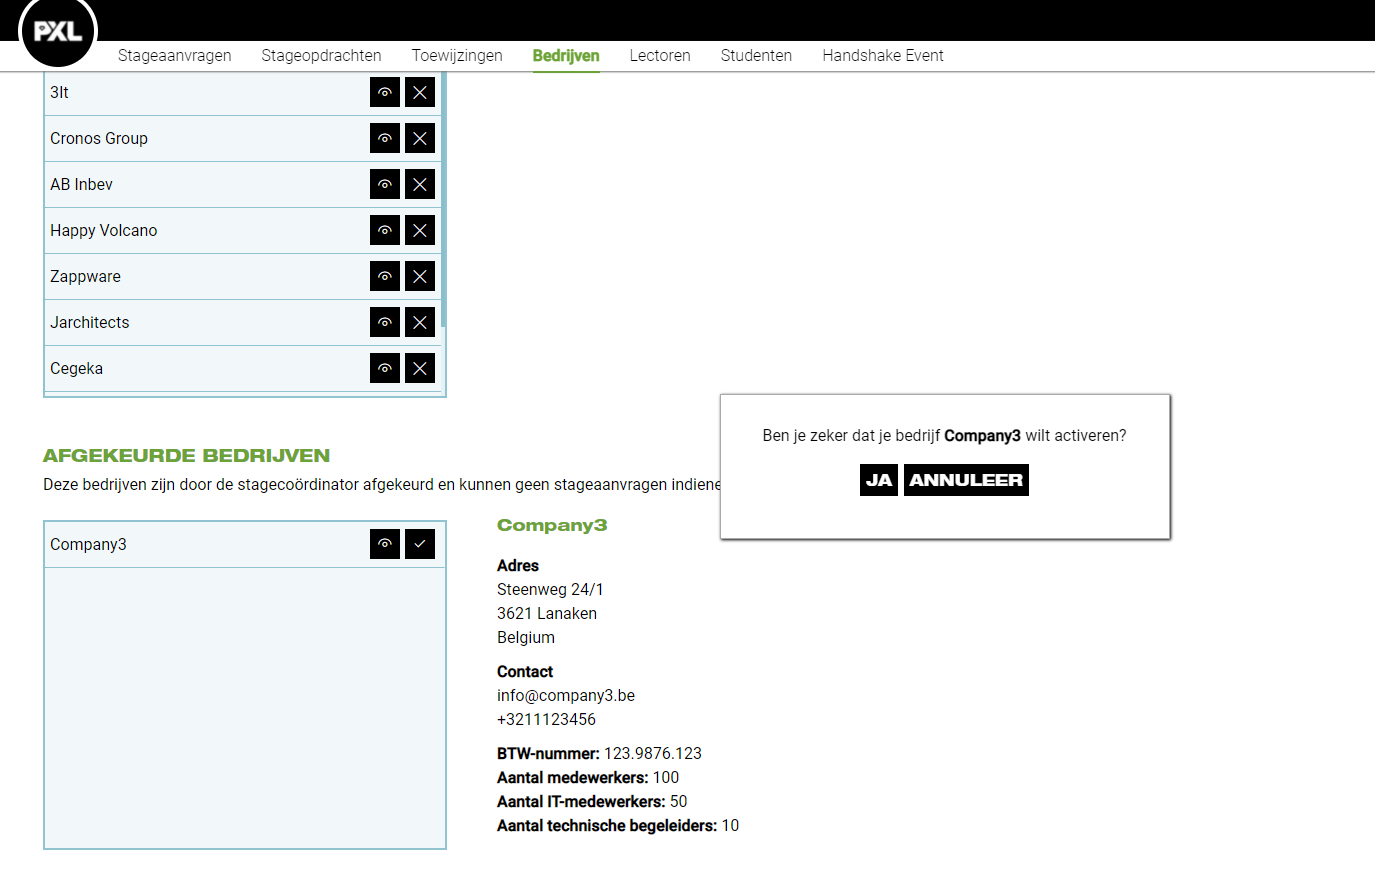 PXL
Stageaanvragen Stageopdrachten Toewijzingen Bedrijven Lectoren Studenten Handshake Event
3It
Cronos Group
AB Inbev
Happy Volcano
Zappware
Jarchitects
Cegeka
AFGEKEURDE BEDRIJVEN
Deze bedrijven zijn door de stagecoördinator afgekeurd en kunnen geen stageaanvragen indiene
Ben je zeker dat je bedrijf Company3 wilt activeren?
JA ANNULEER
Company3
Company3
Adres
Steenweg 24/1
3621 Lanaken
Belgium
Contact
info@company3.be
+3211123456
BTW-nummer: 123.9876.123
Aantal medewerkers: 100
Aantal IT-medewerkers: 50
Aantal technische begeleiders: 10